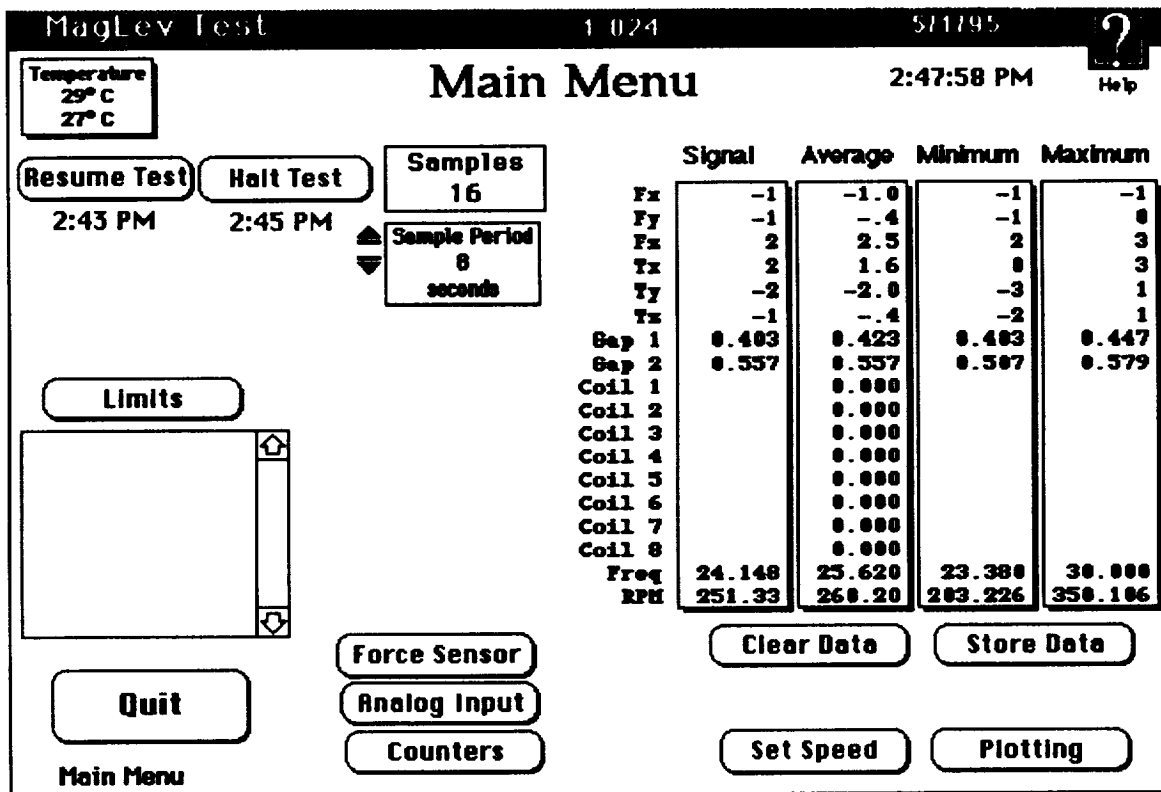 MagLev Test 1.024 5/1/95
?
Temperature
29° C
27° C
Main Menu
2:47:58 PM
Help
Resume Test
Halt Test
Samples
16
2:43 PM
2:45 PM
Sample Period
8
seconds
Signal Average Minimum Maximum
Fx -1 -1.0 -1 -1
Fy -1 -.4 -1 0
Fz 2 2.5 2 3
Tx 2 1.6 0 3
Ty -2 -2.0 -3 1
Tz -1 -.4 -2 1
Gap 1 0.403 0.423 0.403 0.447
Gap 2 0.557 0.557 0.507 0.579
Coil 1 0.000
Coil 2 0.000
Coil 3 0.000
Coil 4 0.000
Coil 5 0.000
Coil 6 0.000
Coil 7 0.000
Coil 8 0.000
Freq 24.148 25.620 23.380 30.000
RPM 251.33 260.20 203.226 350.106
Limits
Clear Data
Store Data
Force Sensor
Analog Input
Counters
Quit
Set Speed
Plotting
Main Menu